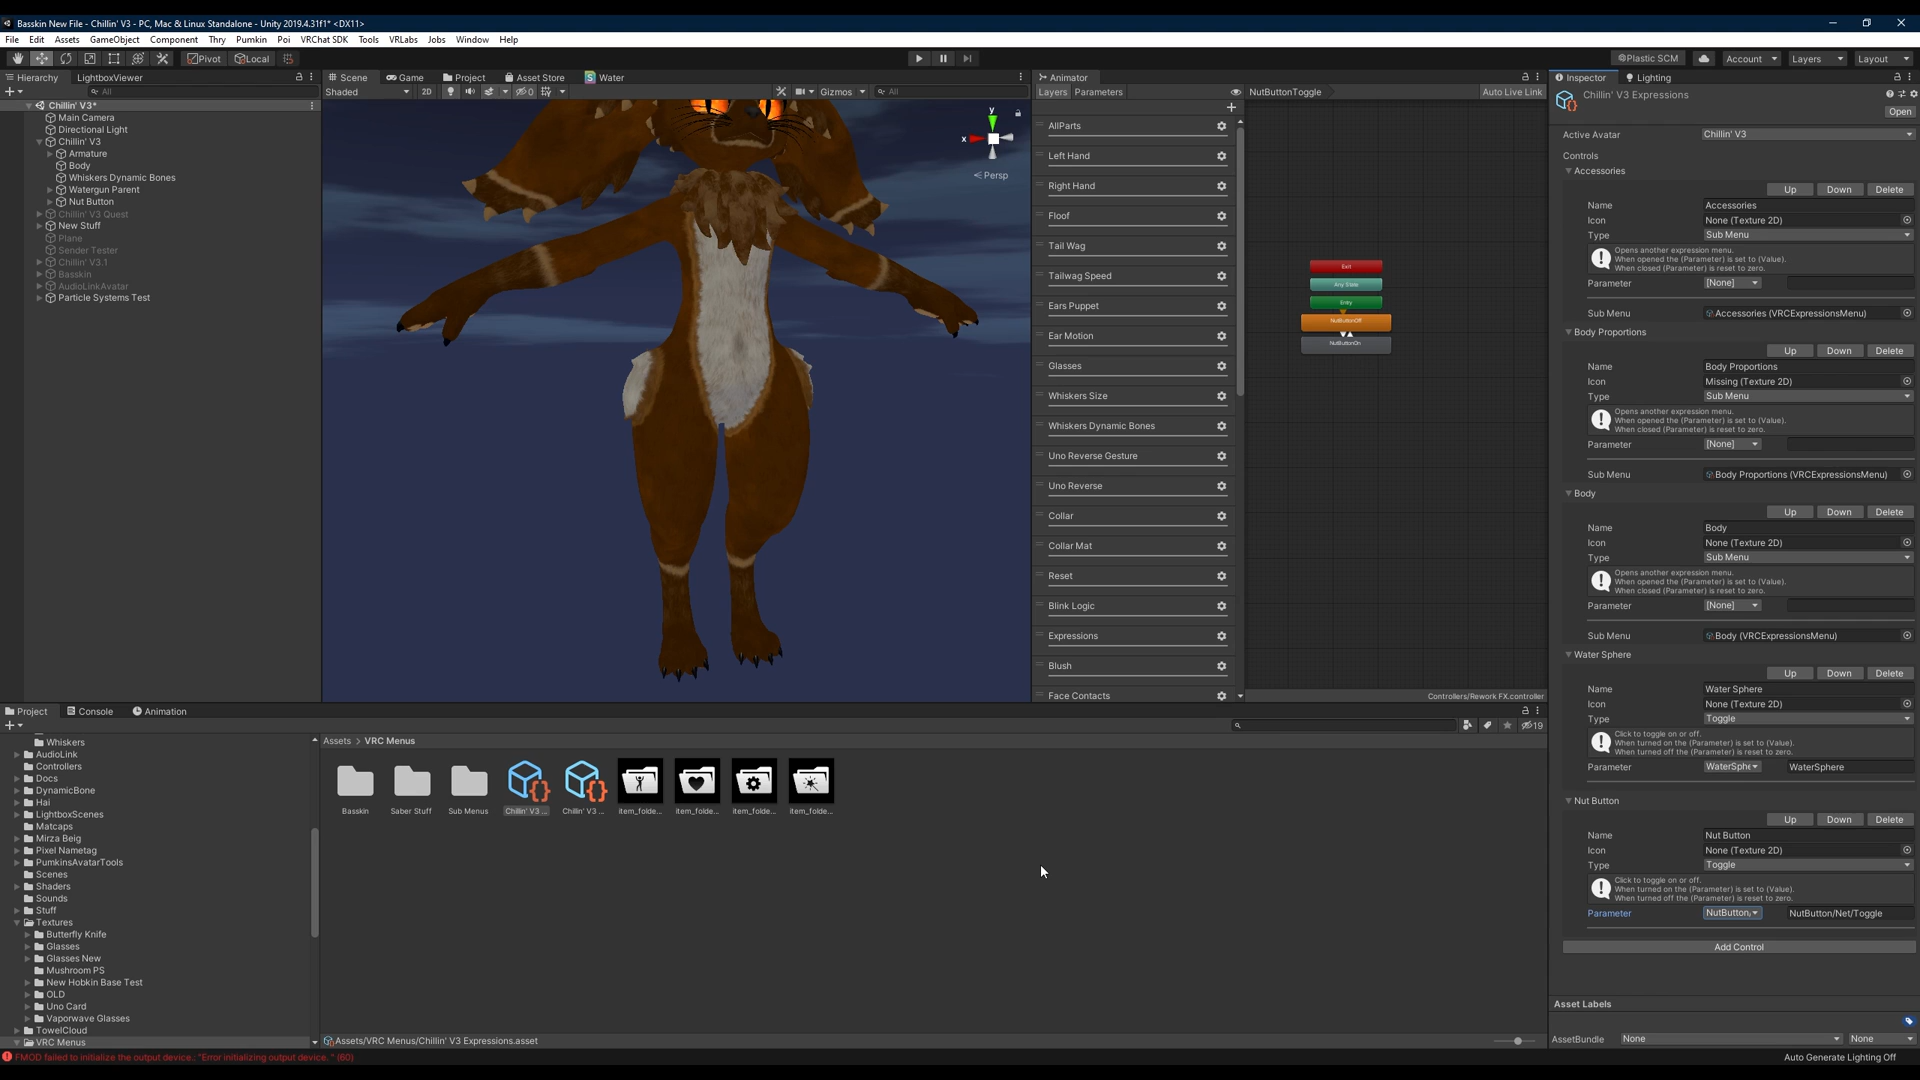 Basskin New File - Chillin' V3 - PC, Mac & Linux Standalone - Unity 2019.4.31f1* <DX11>
File Edit Assets GameObject Component Thry Pumkin Poi VRChat SDK Tools VRLabs Jobs Window Help
Pivot Local Plastic SCM Account Layers Layout
Hierarchy LightboxViewer
All
Chillin' V3*
Main Camera
Directional Light
Chillin' V3
Armature
Body
Whiskers Dynamic Bones
Watergun Parent
Nut Button
Chillin' V3 Quest
New Stuff
Plane
Sender Tester
Chillin' V3.1
Basskin
AudioLinkAvatar
Particle Systems Test
Scene Game Project Asset Store Water
Shaded 2D 0 Gizmos All
y
x
Persp
Animator
Layers Parameters NutButtonToggle Auto Live Link
AllParts
Left Hand
Right Hand
Floof
Tail Wag
Tailwag Speed
Ears Puppet
Ear Motion
Glasses
Whiskers Size
Whiskers Dynamic Bones
Uno Reverse Gesture
Uno Reverse
Collar
Collar Mat
Reset
Blink Logic
Expressions
Blush
Face Contacts
Exit
Any State
Entry
NutButtonOff
NutButtonOn
Controllers/Rework FX.controller
Inspector Lighting
Chillin' V3 Expressions
Open
Active Avatar Chillin' V3
Controls
Accessories
Up Down Delete
Name Accessories
Icon None (Texture 2D)
Type Sub Menu
Opens another expression menu.
When opened the (Parameter) is set to (Value).
When closed (Parameter) is reset to zero.
Parameter [None]
Sub Menu Accessories (VRCExpressionsMenu)
Body Proportions
Up Down Delete
Name Body Proportions
Icon Missing (Texture 2D)
Type Sub Menu
Opens another expression menu.
When opened the (Parameter) is set to (Value).
When closed (Parameter) is reset to zero.
Parameter [None]
Sub Menu Body Proportions (VRCExpressionsMenu)
Body
Up Down Delete
Name Body
Icon None (Texture 2D)
Type Sub Menu
Opens another expression menu.
When opened the (Parameter) is set to (Value).
When closed (Parameter) is reset to zero.
Parameter [None]
Sub Menu Body (VRCExpressionsMenu)
Water Sphere
Up Down Delete
Name Water Sphere
Icon None (Texture 2D)
Type Toggle
Click to toggle on or off.
When turned on the (Parameter) is set to (Value).
When turned off the (Parameter) is reset to zero.
Parameter WaterSphe WaterSphere
Nut Button
Up Down Delete
Name Nut Button
Icon None (Texture 2D)
Type Toggle
Click to toggle on or off.
When turned on the (Parameter) is set to (Value).
When turned off the (Parameter) is reset to zero.
Parameter NutButton/ NutButton/Net/Toggle
Add Control
Asset Labels
AssetBundle None None
Project Console Animation
19
Whiskers
AudioLink
Controllers
Docs
DynamicBone
Hai
LightboxScenes
Matcaps
Mirza Beig
Pixel Nametag
PumkinsAvatarTools
Scenes
Shaders
Sounds
Stuff
Textures
Butterfly Knife
Glasses
Glasses New
Mushroom PS
New Hobkin Base Test
OLD
Uno Card
Vaporwave Glasses
TowelCloud
VRC Menus
Assets > VRC Menus
Basskin Saber Stuff Sub Menus Chillin' V3 ... Chillin' V3 ... item_folde... item_folde... item_folde... item_folde...
Assets/VRC Menus/Chillin' V3 Expressions.asset
FMOD failed to initialize the output device.: "Error initializing output device. " (60)
Auto Generate Lighting Off